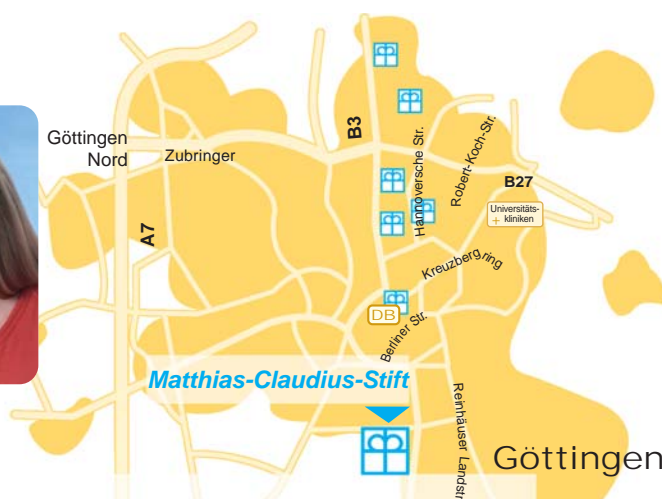 Göttingen
Nord
Zubringer
A7
B3
Hannoversche Str.
Robert-Koch-Str.
B27
Universitäts-
kliniken
Kreuzbergring
DB
Berliner Str.
Matthias-Claudius-Stift
Reinhäuser Landstr
Göttingen